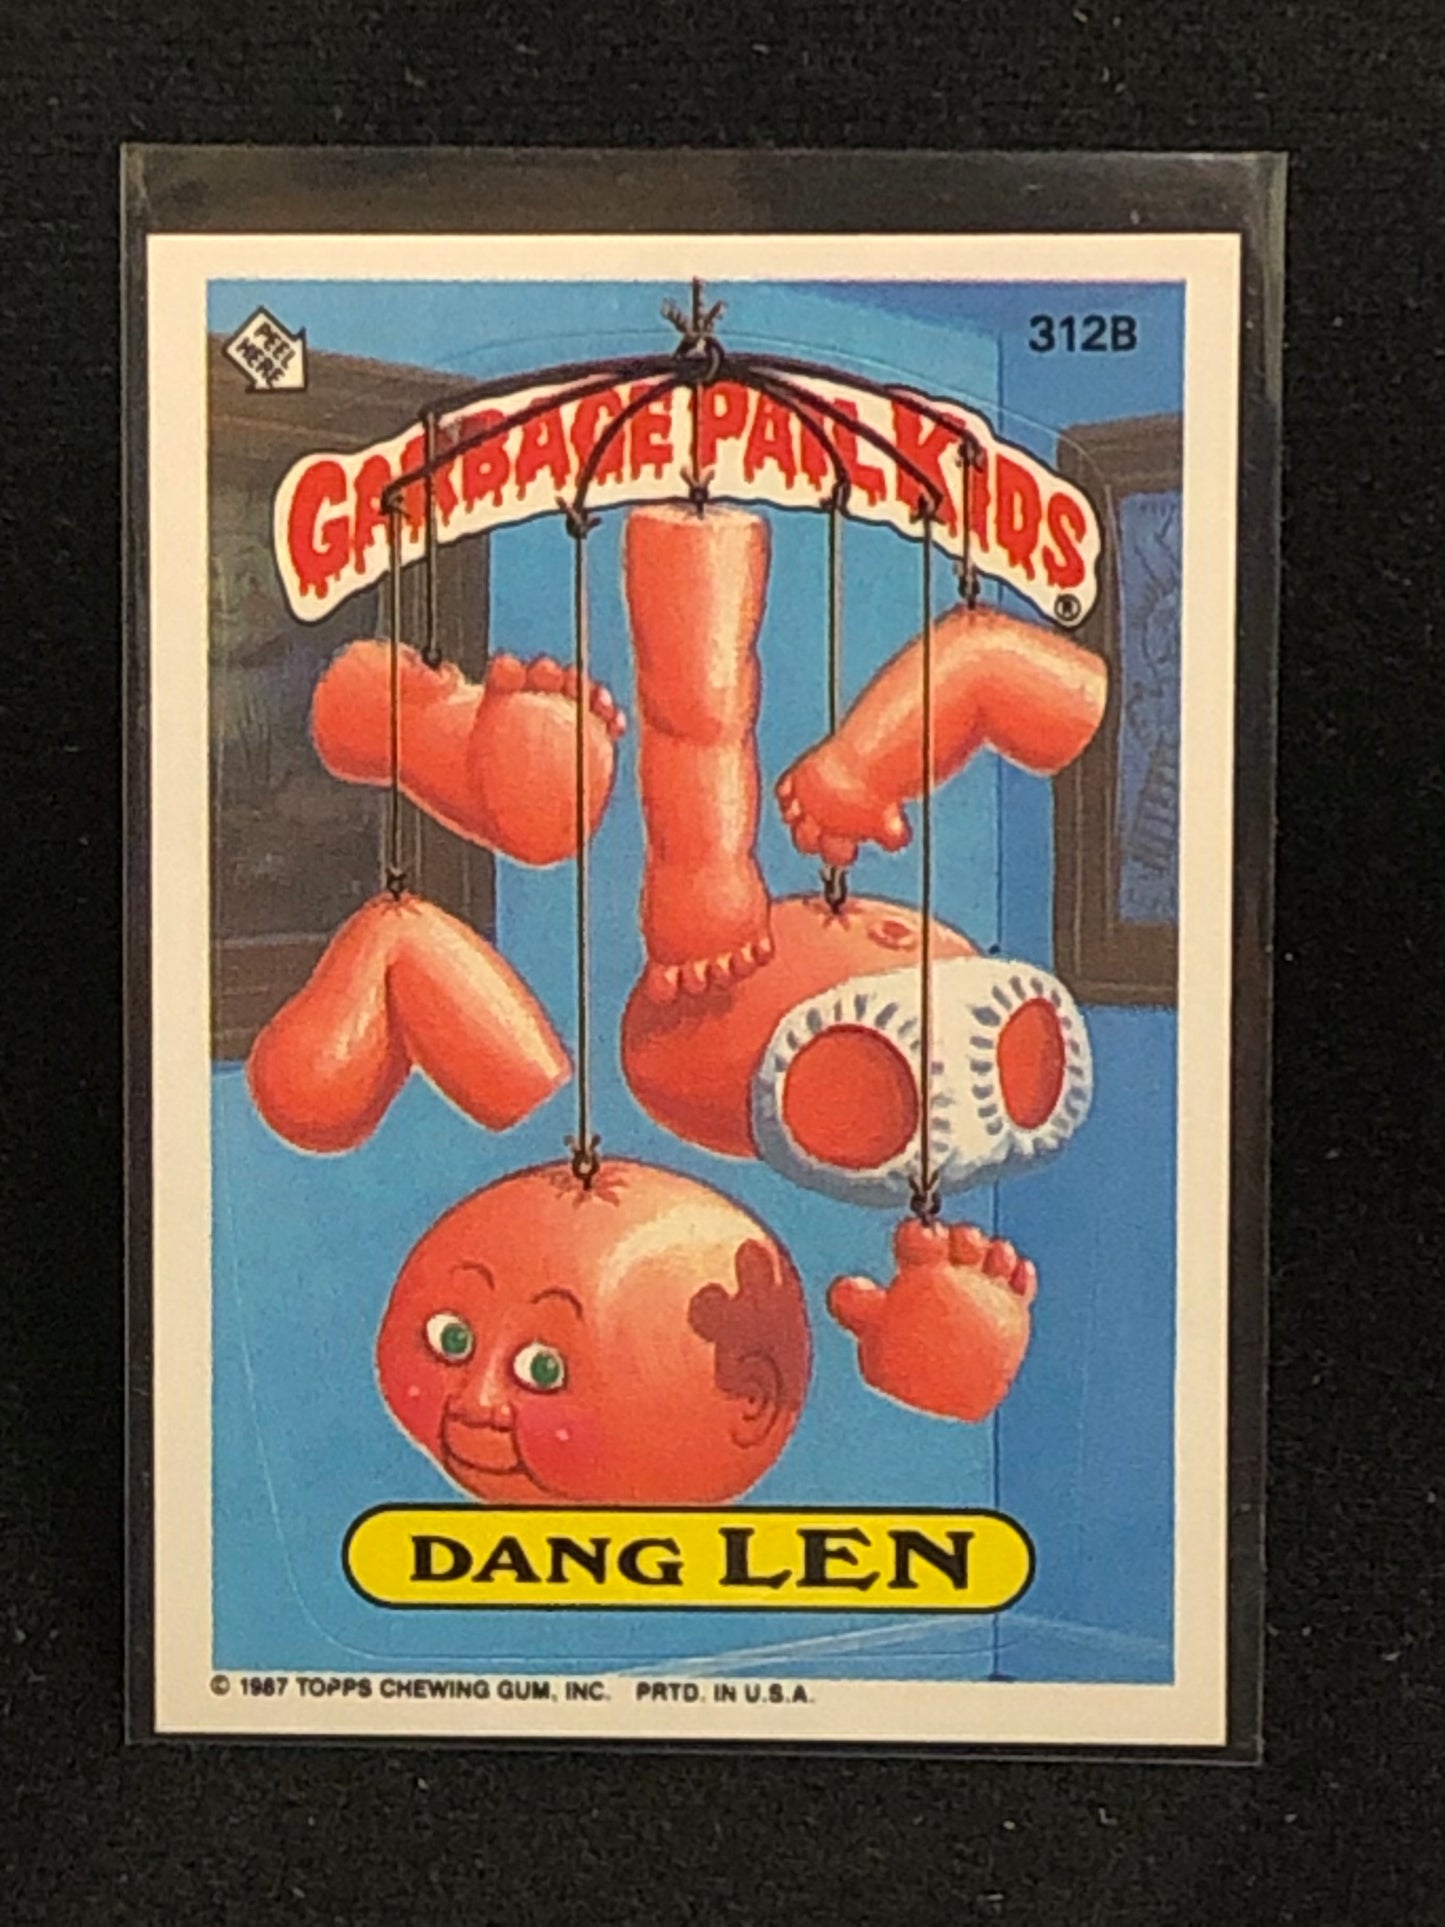 PEEL
HERE
312B
GARBAGE PAIL KIDS
®
DANG LEN
© 1987 TOPPS CHEWING GUM, INC. PRTD. IN U.S.A.